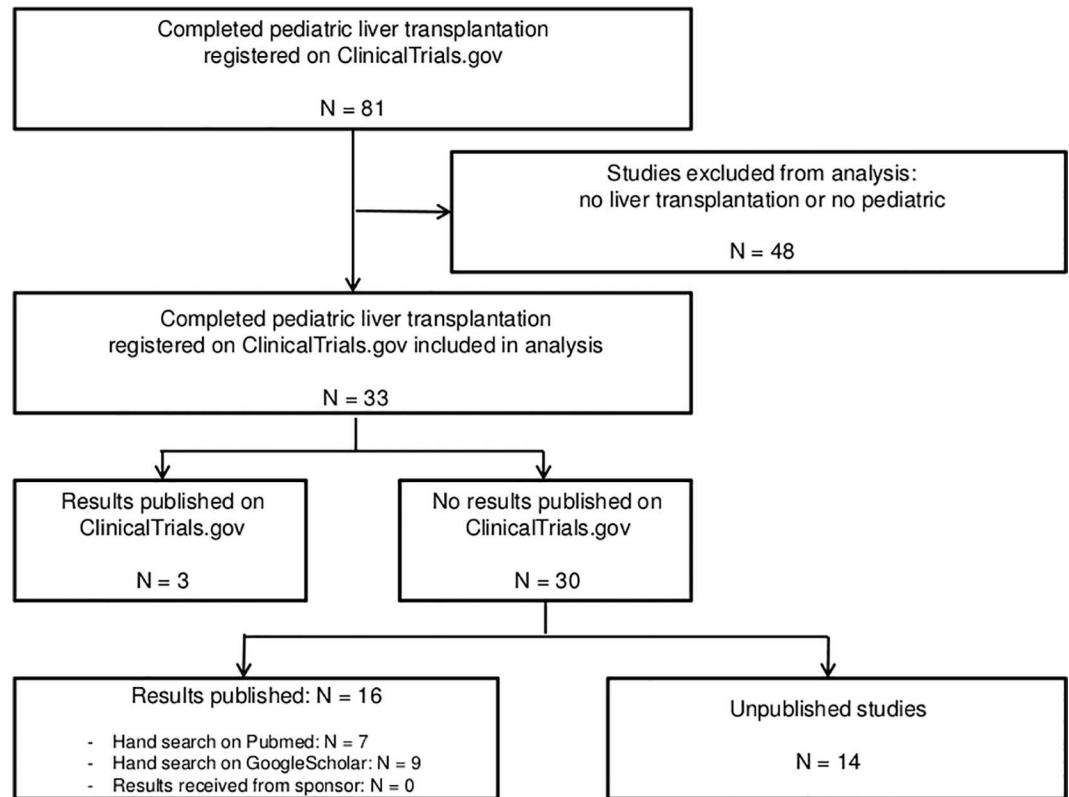 Completed pediatric liver transplantation
registered on ClinicalTrials.gov
N = 81
Studies excluded from analysis:
no liver transplantation or no pediatric
N = 48
Completed pediatric liver transplantation
registered on ClinicalTrials.gov included in analysis
N = 33
Results published on
ClinicalTrials.gov
N = 3
No results published on
ClinicalTrials.gov
N = 30
Results published: N = 16
- Hand search on Pubmed: N = 7
- Hand search on GoogleScholar: N = 9
- Results received from sponsor: N = 0
Unpublished studies
N = 14